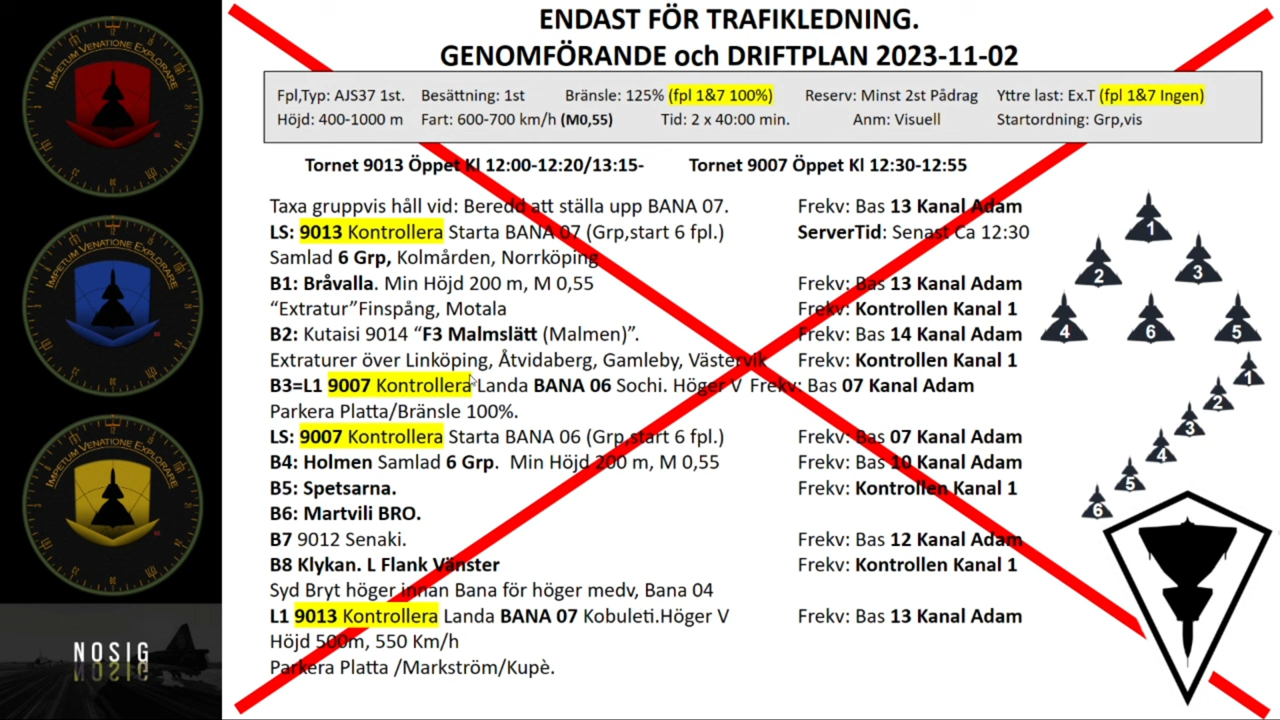 ENDAST FÖR TRAFIKLEDNING.
GENOMFÖRANDE och DRIFTPLAN 2023-11-02
Fpl,Typ: AJS37 1st. Besättning: 1st Bränsle: 125% (fpl 1&7 100%) Reserv: Minst 2st Pådrag Yttre last: Ex.T (fpl 1&7 Ingen)
Höjd: 400-1000 m Fart: 600-700 km/h (M0,55) Tid: 2 x 40:00 min. Anm: Visuell Startordning: Grp,vis
Tornet 9013 Öppet Kl 12:00-12:20/13:15- Tornet 9007 Öppet Kl 12:30-12:55
Taxa gruppvis håll vid: Beredd att ställa upp BANA 07. Frekv: Bas 13 Kanal Adam
LS: 9013 Kontrollera Starta BANA 07 (Grp,start 6 fpl.) ServerTid: Senast Ca 12:30
Samlad 6 Grp, Kolmården, Norrköping
B1: Bråvalla. Min Höjd 200 m, M 0,55 Frekv: Bas 13 Kanal Adam
“Extratur”Finspång, Motala Frekv: Kontrollen Kanal 1
B2: Kutaisi 9014 “F3 Malmslätt (Malmen)”. Frekv: Bas 14 Kanal Adam
Extraturer över Linköping, Åtvidaberg, Gamleby, Västervik Frekv: Kontrollen Kanal 1
B3=L1 9007 Kontrollera Landa BANA 06 Sochi. Höger V Frekv: Bas 07 Kanal Adam
Parkera Platta/Bränsle 100%.
LS: 9007 Kontrollera Starta BANA 06 (Grp,start 6 fpl.) Frekv: Bas 07 Kanal Adam
B4: Holmen Samlad 6 Grp. Min Höjd 200 m, M 0,55 Frekv: Bas 10 Kanal Adam
B5: Spetsarna. Frekv: Kontrollen Kanal 1
B6: Martvili BRO.
B7 9012 Senaki. Frekv: Bas 12 Kanal Adam
B8 Klykan. L Flank Vänster Frekv: Kontrollen Kanal 1
Syd Bryt höger innan Bana för höger medv, Bana 04
L1 9013 Kontrollera Landa BANA 07 Kobuleti.Höger V Frekv: Bas 13 Kanal Adam
Höjd 500m, 550 Km/h
Parkera Platta /Markström/Kupè.
1
2 3
4 6 5
1
2
3
4
5
6
IMPETUM VENATIONE EXPLORARE
IMPETUM VENATIONE EXPLORARE
IMPETUM VENATIONE EXPLORARE
NOSIG